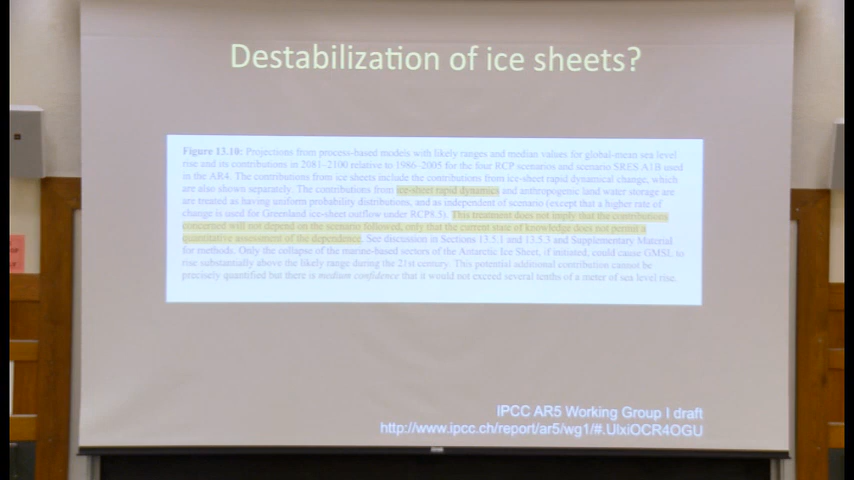 Destabilization of ice sheets?
Figure 13.10: Projections from process-based models with likely ranges and median values for global-mean sea level
rise and its contributions in 2081–2100 relative to 1986–2005 for the four RCP scenarios and scenario SRES A1B used
in the AR4. The contributions from ice sheets include the contributions from ice-sheet rapid dynamical change, which
are also shown separately. The contributions from ice-sheet rapid dynamics and anthropogenic land water storage are
are treated as having uniform probability distributions, and as independent of scenario (except that a higher rate of
change is used for Greenland ice-sheet outflow under RCP8.5). This treatment does not imply that the contributions
concerned will not depend on the scenario followed, only that the current state of knowledge does not permit a
quantitative assessment of the dependence. See discussion in Sections 13.5.1 and 13.5.3 and Supplementary Material
for methods. Only the collapse of the marine-based sectors of the Antarctic Ice Sheet, if initiated, could cause GMSL to
rise substantially above the likely range during the 21st century. This potential additional contribution cannot be
precisely quantified but there is medium confidence that it would not exceed several tenths of a meter of sea level rise.
IPCC AR5 Working Group I draft
http://www.ipcc.ch/report/ar5/wg1/#.UlxiOCR4OGU